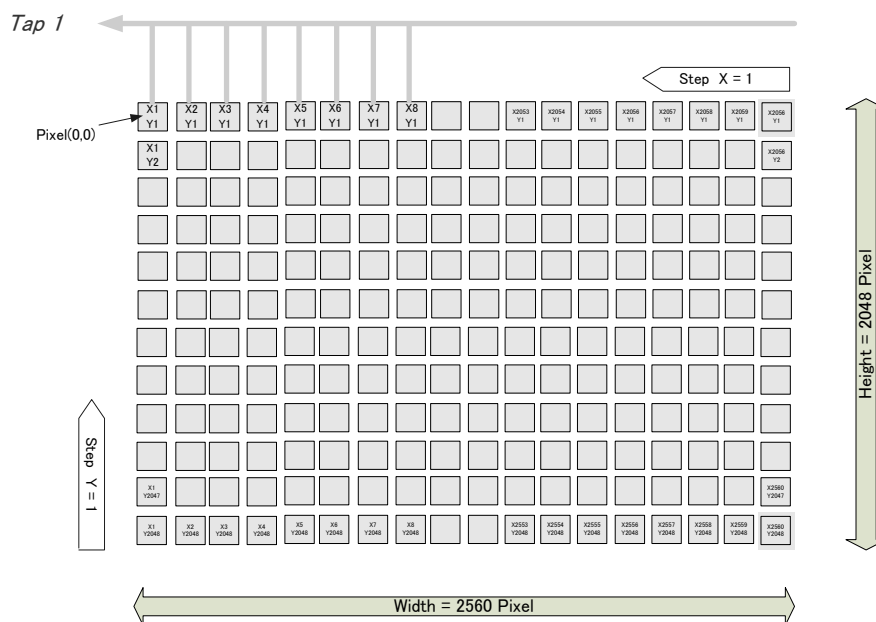 Tap 1
Step X = 1
X1 Y1
X2 Y1
X3 Y1
X4 Y1
X5 Y1
X6 Y1
X7 Y1
X8 Y1
X2053 Y1
X2054 Y1
X2055 Y1
X2056 Y1
X2057 Y1
X2058 Y1
X2059 Y1
X2056 Y1
Pixel(0,0)
X1 Y2
X2056 Y2
Height = 2048 Pixel
Step Y = 1
X1 Y2047
X2560 Y2047
X1 Y2048
X2 Y2048
X3 Y2048
X4 Y2048
X5 Y2048
X6 Y2048
X7 Y2048
X8 Y2048
X2553 Y2048
X2554 Y2048
X2555 Y2048
X2556 Y2048
X2557 Y2048
X2558 Y2048
X2559 Y2048
X2560 Y2048
Width = 2560 Pixel